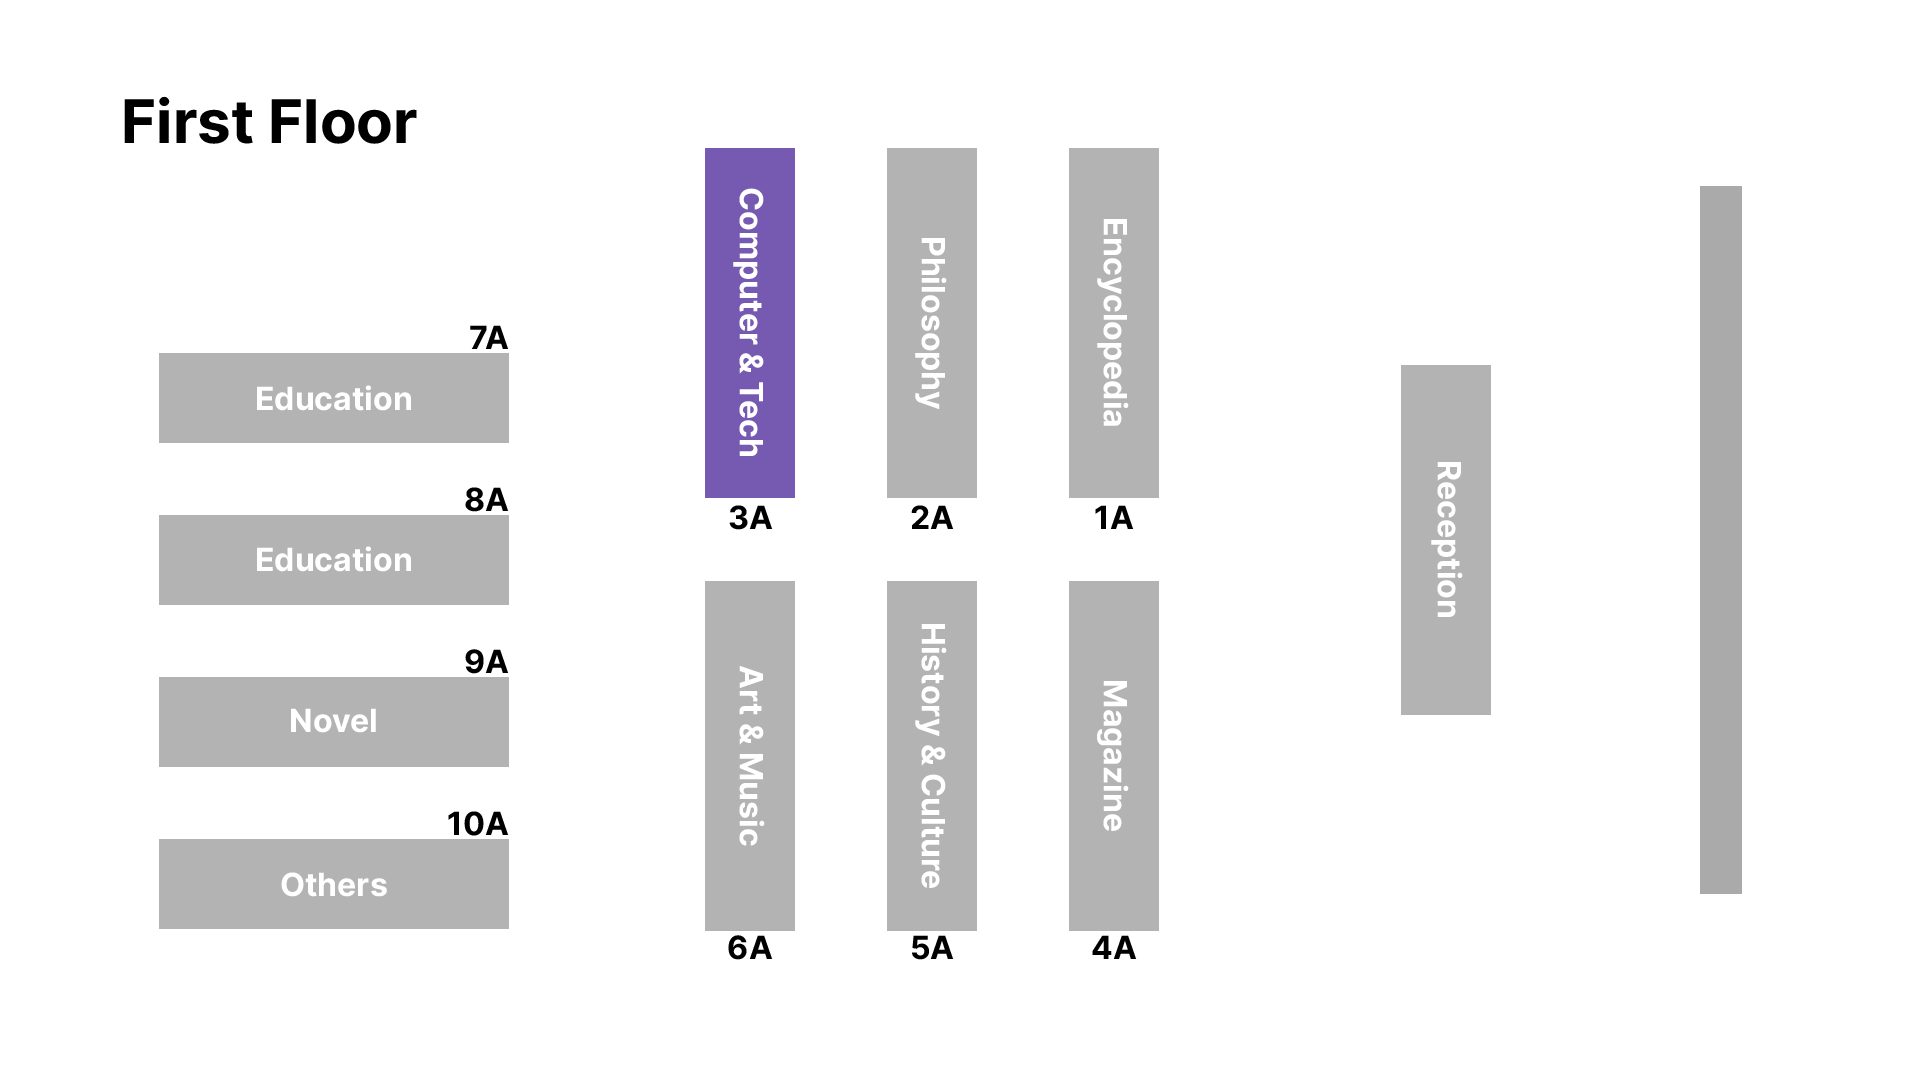 First Floor
Computer & Tech
3A
Philosophy
2A
Encyclopedia
1A
7A
Education
8A
Education
9A
Novel
10A
Others
Art & Music
6A
History & Culture
5A
Magazine
4A
Reception